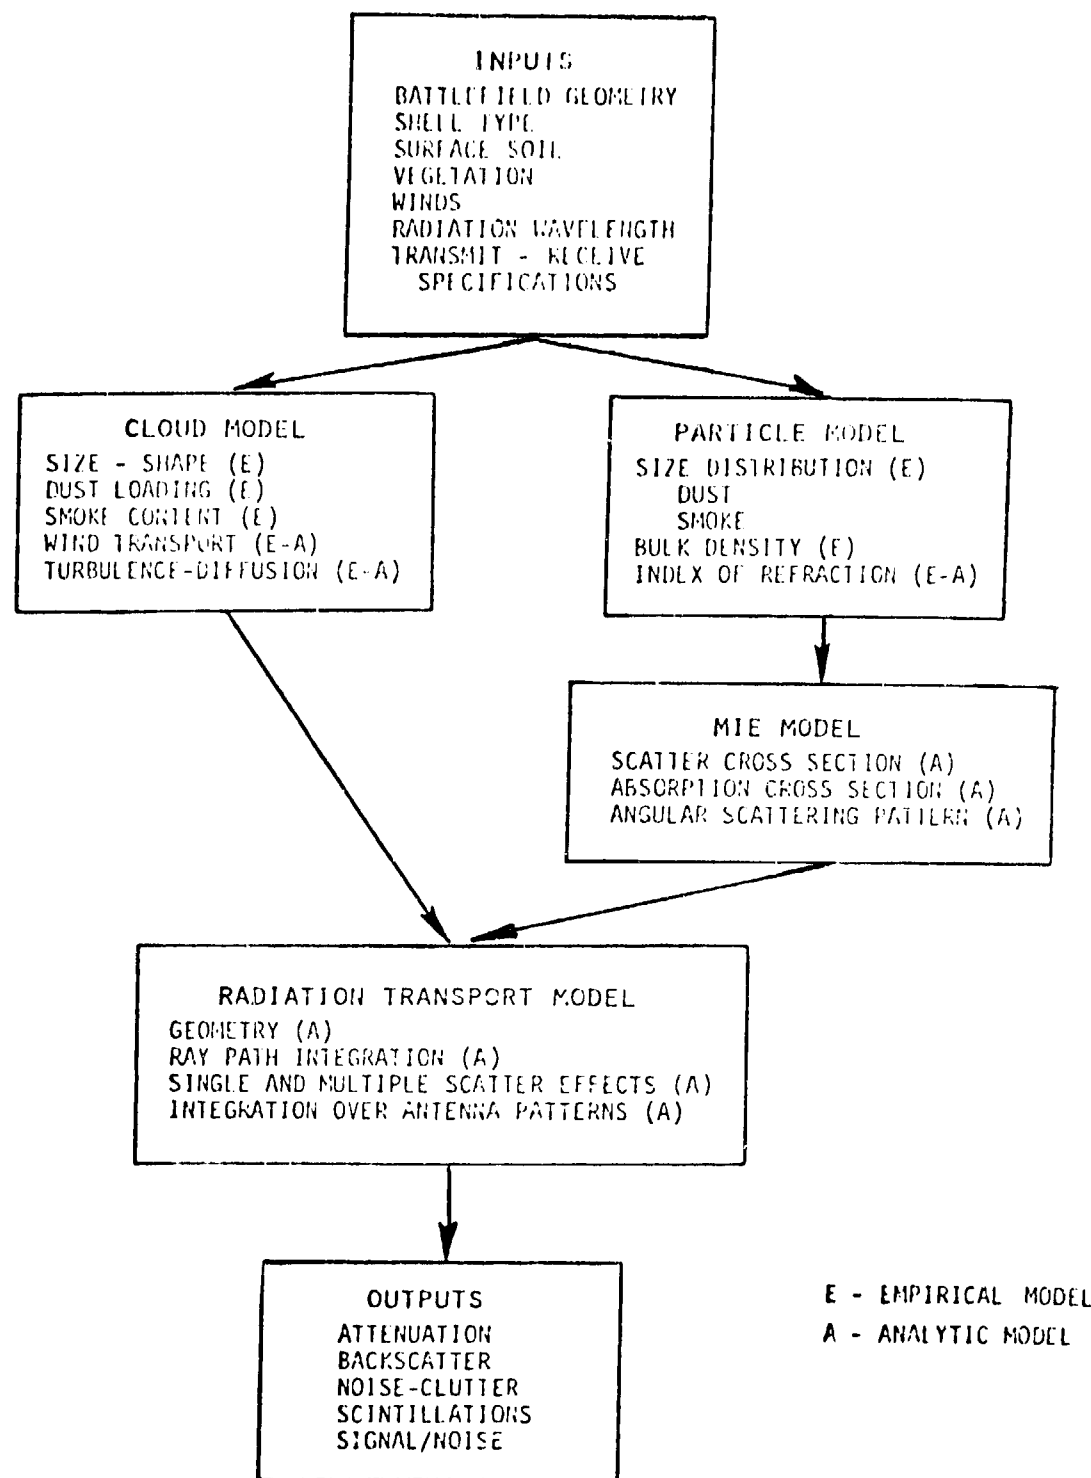 INPUTS
BATTLEFIELD GEOMETRY
SHELL TYPE
SURFACE SOIL
VEGETATION
WINDS
RADIATION WAVELENGTH
TRANSMIT - RECEIVE
SPECIFICATIONS
CLOUD MODEL
SIZE - SHAPE (E)
DUST LOADING (E)
SMOKE CONTENT (E)
WIND TRANSPORT (E-A)
TURBULENCE-DIFFUSION (E-A)
PARTICLE MODEL
SIZE DISTRIBUTION (E)
DUST
SMOKE
BULK DENSITY (E)
INDEX OF REFRACTION (E-A)
MIE MODEL
SCATTER CROSS SECTION (A)
ABSORPTION CROSS SECTION (A)
ANGULAR SCATTERING PATTERN (A)
RADIATION TRANSPORT MODEL
GEOMETRY (A)
RAY PATH INTEGRATION (A)
SINGLE AND MULTIPLE SCATTER EFFECTS (A)
INTEGRATION OVER ANTENNA PATTERNS (A)
OUTPUTS
ATTENUATION
BACKSCATTER
NOISE-CLUTTER
SCINTILLATIONS
SIGNAL/NOISE
E - EMPIRICAL MODEL
A - ANALYTIC MODEL